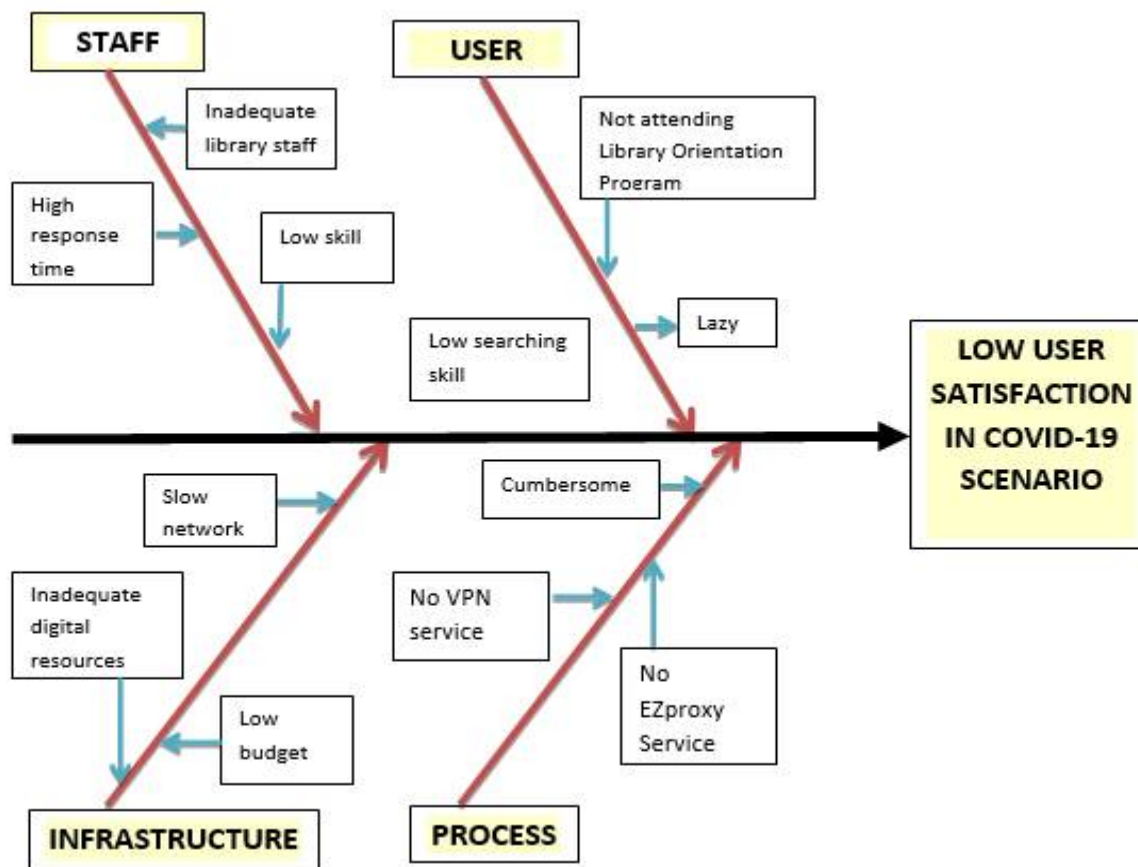 STAFF
USER
Inadequate
library staff
Not attending
Library Orientation
Program
High
response
time
Low skill
Lazy
Low searching
skill
LOW USER
SATISFACTION
IN COVID-19
SCENARIO
Slow
network
Cumbersome
Inadequate
digital
resources
No VPN
service
No
EZproxy
Service
Low
budget
INFRASTRUCTURE
PROCESS